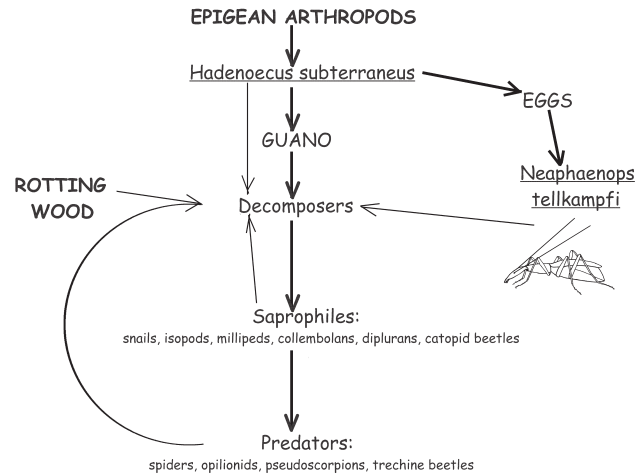 EPIGEAN ARTHROPODS
Hadenoecus subterraneus
EGGS
GUANO
Neaphaenops
tellkampfi
ROTTING
WOOD
Decomposers
Saprophiles:
snails, isopods, millipeds, collembolans, diplurans, catopid beetles
Predators:
spiders, opilionids, pseudoscorpions, trechine beetles